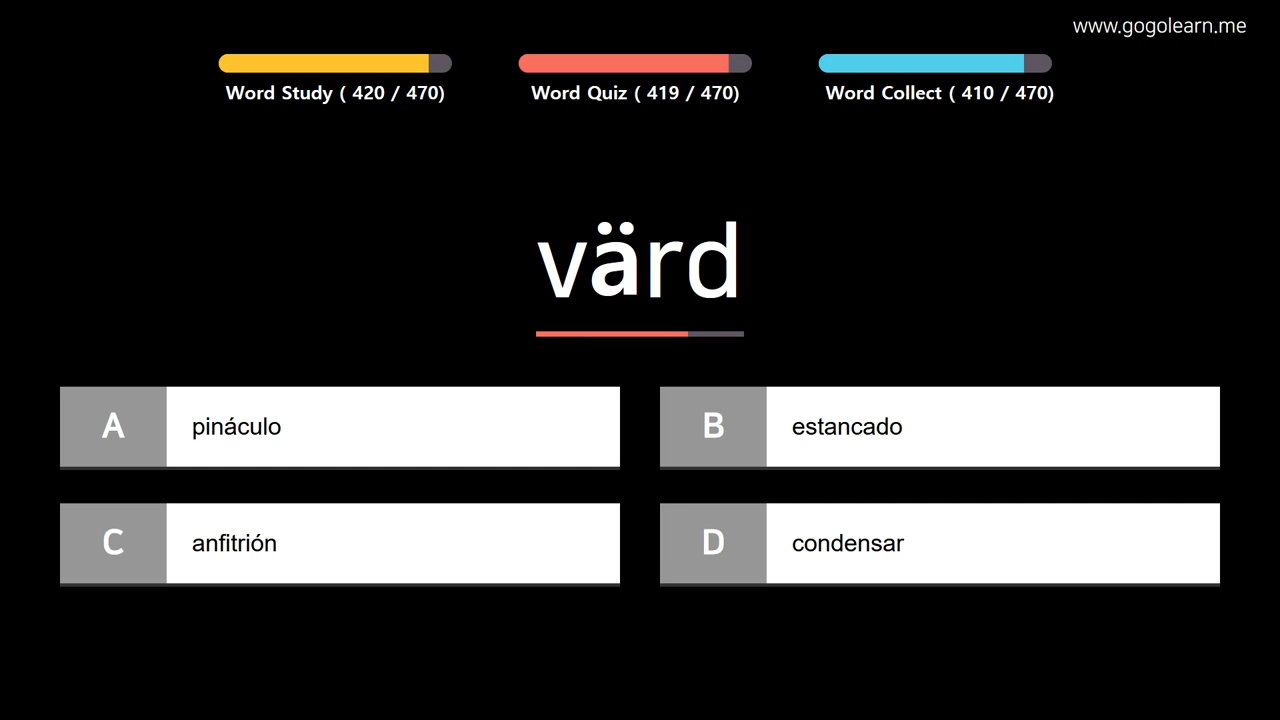 www.gogolearn.me
Word Study ( 420 / 470)
Word Quiz ( 419 / 470)
Word Collect ( 410 / 470)
värd
A pináculo
B estancado
C anfitrión
D condensar